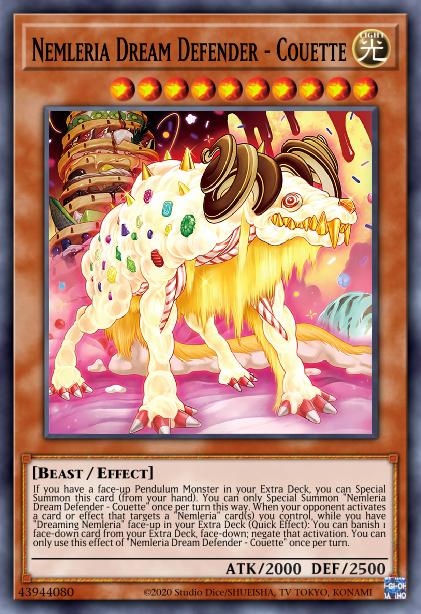 Nemleria Dream Defender - Couette
LIGHT
光
[Beast / Effect]
If you have a face-up Pendulum Monster in your Extra Deck, you can Special
Summon this card (from your hand). You can only Special Summon "Nemleria
Dream Defender - Couette" once per turn this way. When your opponent activates
a card or effect that targets a "Nemleria" card(s) you control, while you have
"Dreaming Nemleria" face-up in your Extra Deck (Quick Effect): You can banish 1
face-down card from your Extra Deck, face-down; negate that activation. You can
only use this effect of "Nemleria Dream Defender - Couette" once per turn.
ATK/2000 DEF/2500
43944080
©2020 Studio Dice/SHUEISHA, TV TOKYO, KONAMI